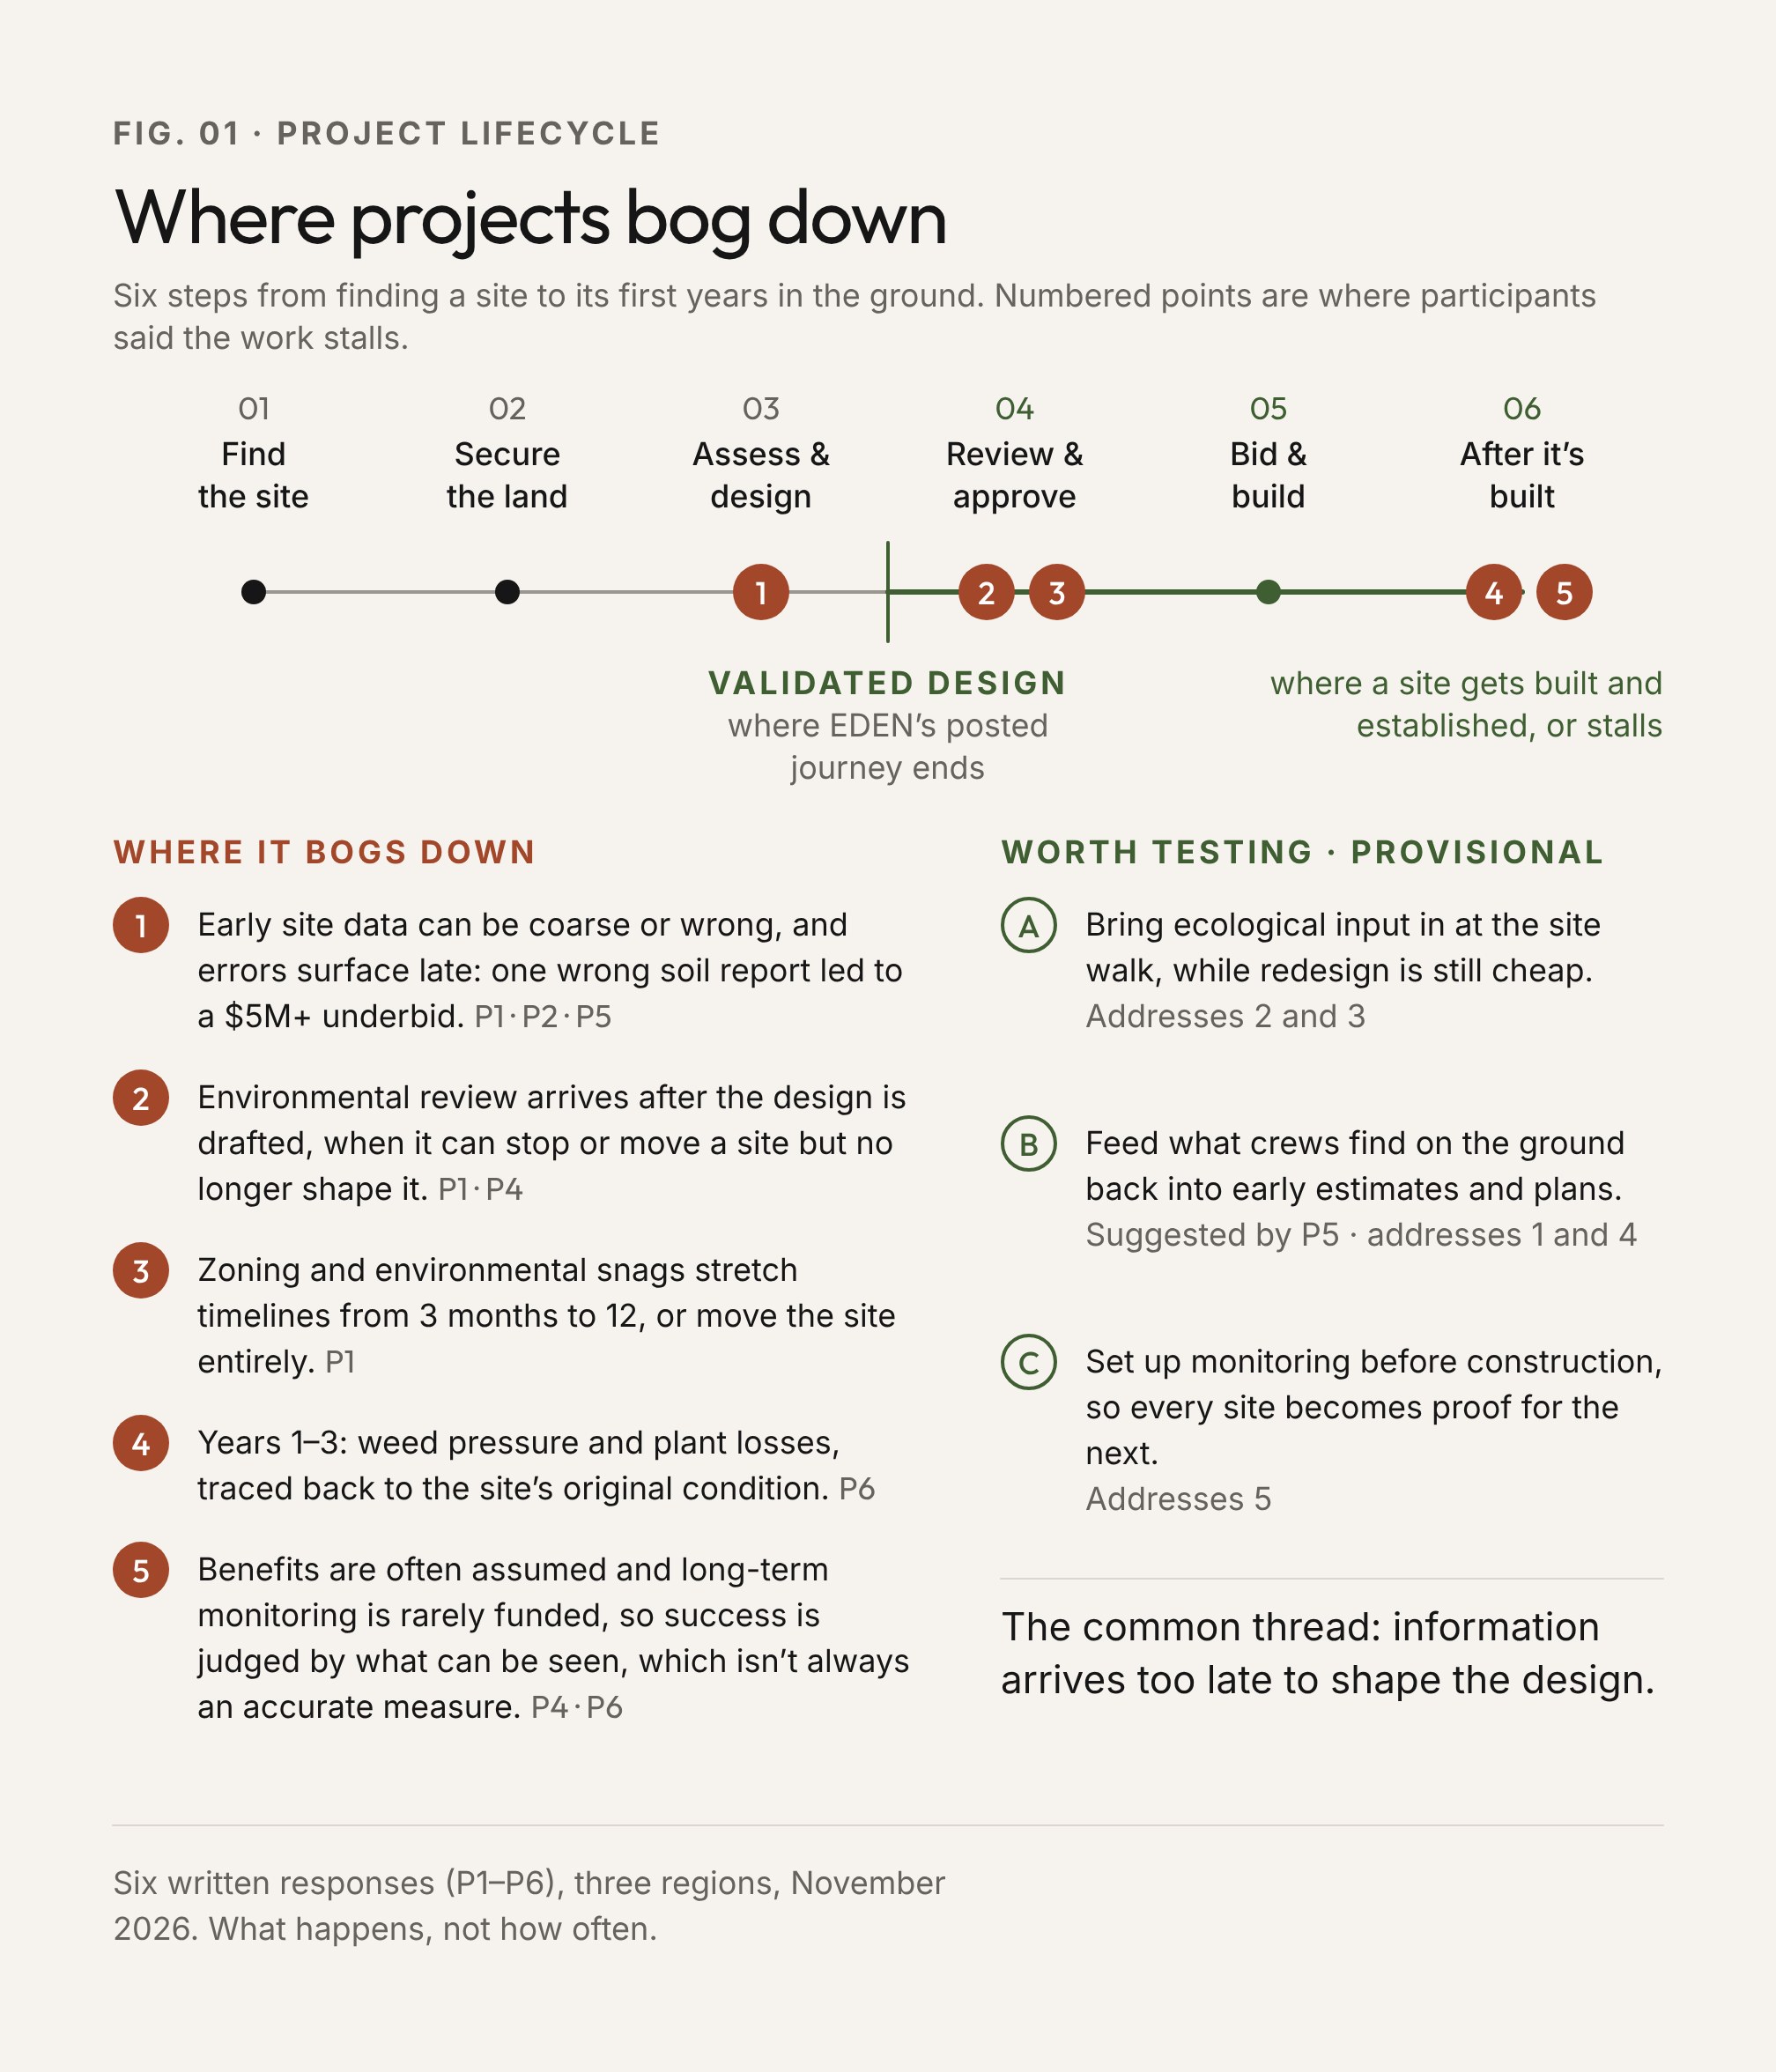 FIG. 01 · PROJECT LIFECYCLE
Where projects bog down
Six steps from finding a site to its first years in the ground. Numbered points are where participants
said the work stalls.
01
Find
the site
02
Secure
the land
03
Assess &
design
04
Review &
approve
05
Bid &
build
06
After it’s
built
1
2
3
4
5
VALIDATED DESIGN
where EDEN’s posted
journey ends
where a site gets built and
established, or stalls
WHERE IT BOGS DOWN
1
Early site data can be coarse or wrong, and
errors surface late: one wrong soil report led to
a $5M+ underbid. P1·P2·P5
2
Environmental review arrives after the design is
drafted, when it can stop or move a site but no
longer shape it. P1·P4
3
Zoning and environmental snags stretch
timelines from 3 months to 12, or move the site
entirely. P1
4
Years 1–3: weed pressure and plant losses,
traced back to the site’s original condition. P6
5
Benefits are often assumed and long-term
monitoring is rarely funded, so success is
judged by what can be seen, which isn’t always
an accurate measure. P4·P6
WORTH TESTING · PROVISIONAL
A
Bring ecological input in at the site
walk, while redesign is still cheap.
Addresses 2 and 3
B
Feed what crews find on the ground
back into early estimates and plans.
Suggested by P5 · addresses 1 and 4
C
Set up monitoring before construction,
so every site becomes proof for the
next.
Addresses 5
The common thread: information
arrives too late to shape the design.
Six written responses (P1–P6), three regions, November
2026. What happens, not how often.